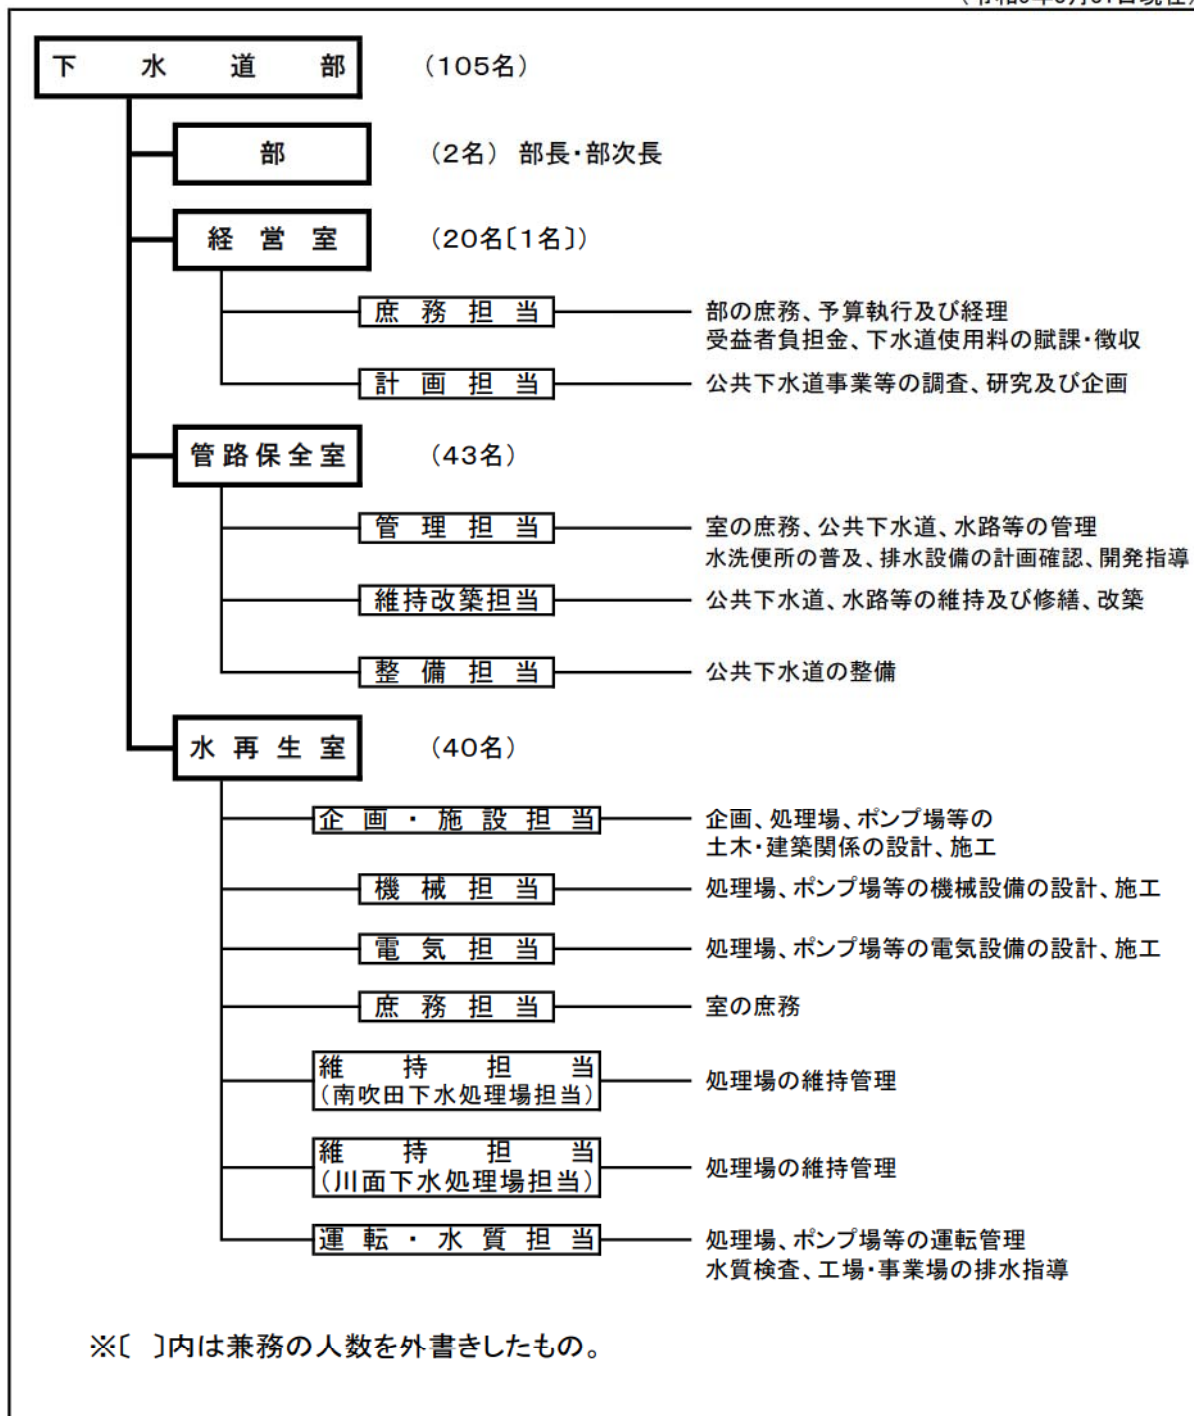 下水道部 (105名)
部 (2名) 部長・部次長
経営室 (20名〔1名〕)
庶務担当 部の庶務、予算執行及び経理
受益者負担金、下水道使用料の賦課・徴収
計画担当 公共下水道事業等の調査、研究及び企画
管路保全室 (43名)
管理担当 室の庶務、公共下水道、水路等の管理
水洗便所の普及、排水設備の計画確認、開発指導
維持改築担当 公共下水道、水路等の維持及び修繕、改築
整備担当 公共下水道の整備
水再生室 (40名)
企画・施設担当 企画、処理場、ポンプ場等の
土木・建築関係の設計、施工
機械担当 処理場、ポンプ場等の機械設備の設計、施工
電気担当 処理場、ポンプ場等の電気設備の設計、施工
庶務担当 室の庶務
維持担当
(南吹田下水処理場担当) 処理場の維持管理
維持担当
(川面下水処理場担当) 処理場の維持管理
運転・水質担当 処理場、ポンプ場等の運転管理
水質検査、工場・事業場の排水指導
※〔 〕内は兼務の人数を外書きしたもの。